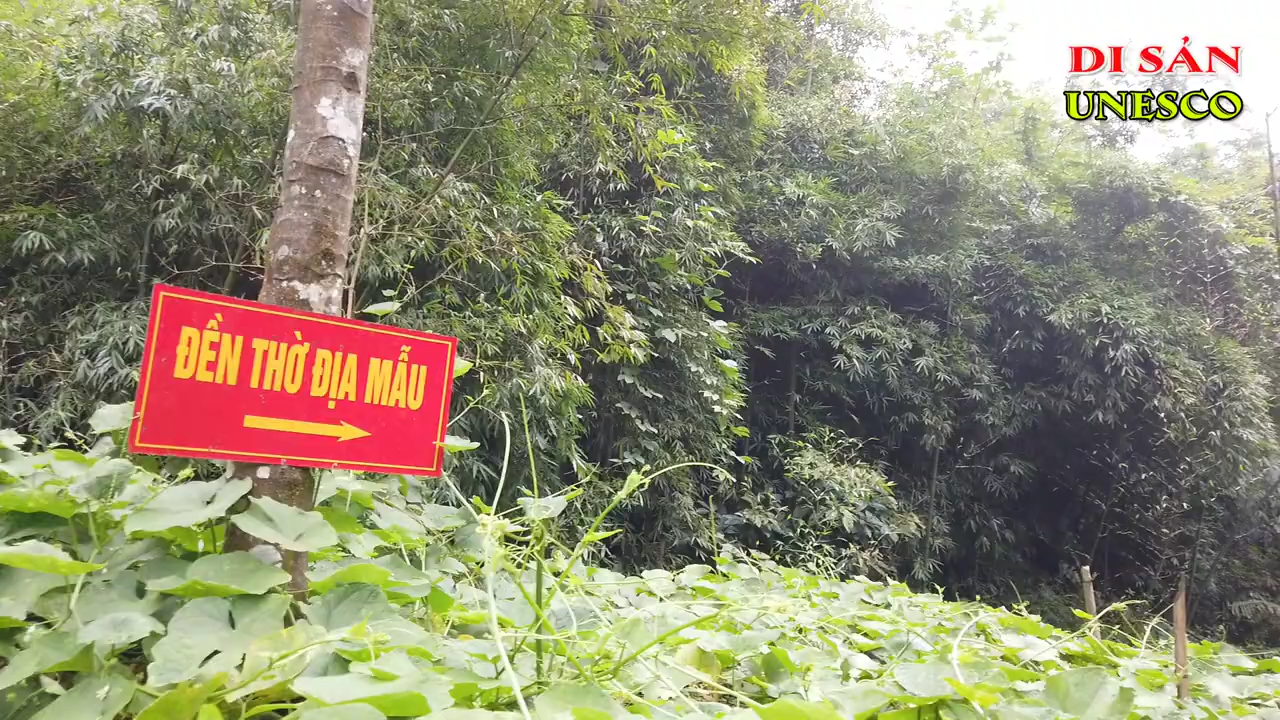 DI SẢN
UNESCO
ĐỀN THỜ ĐỊA MẪU